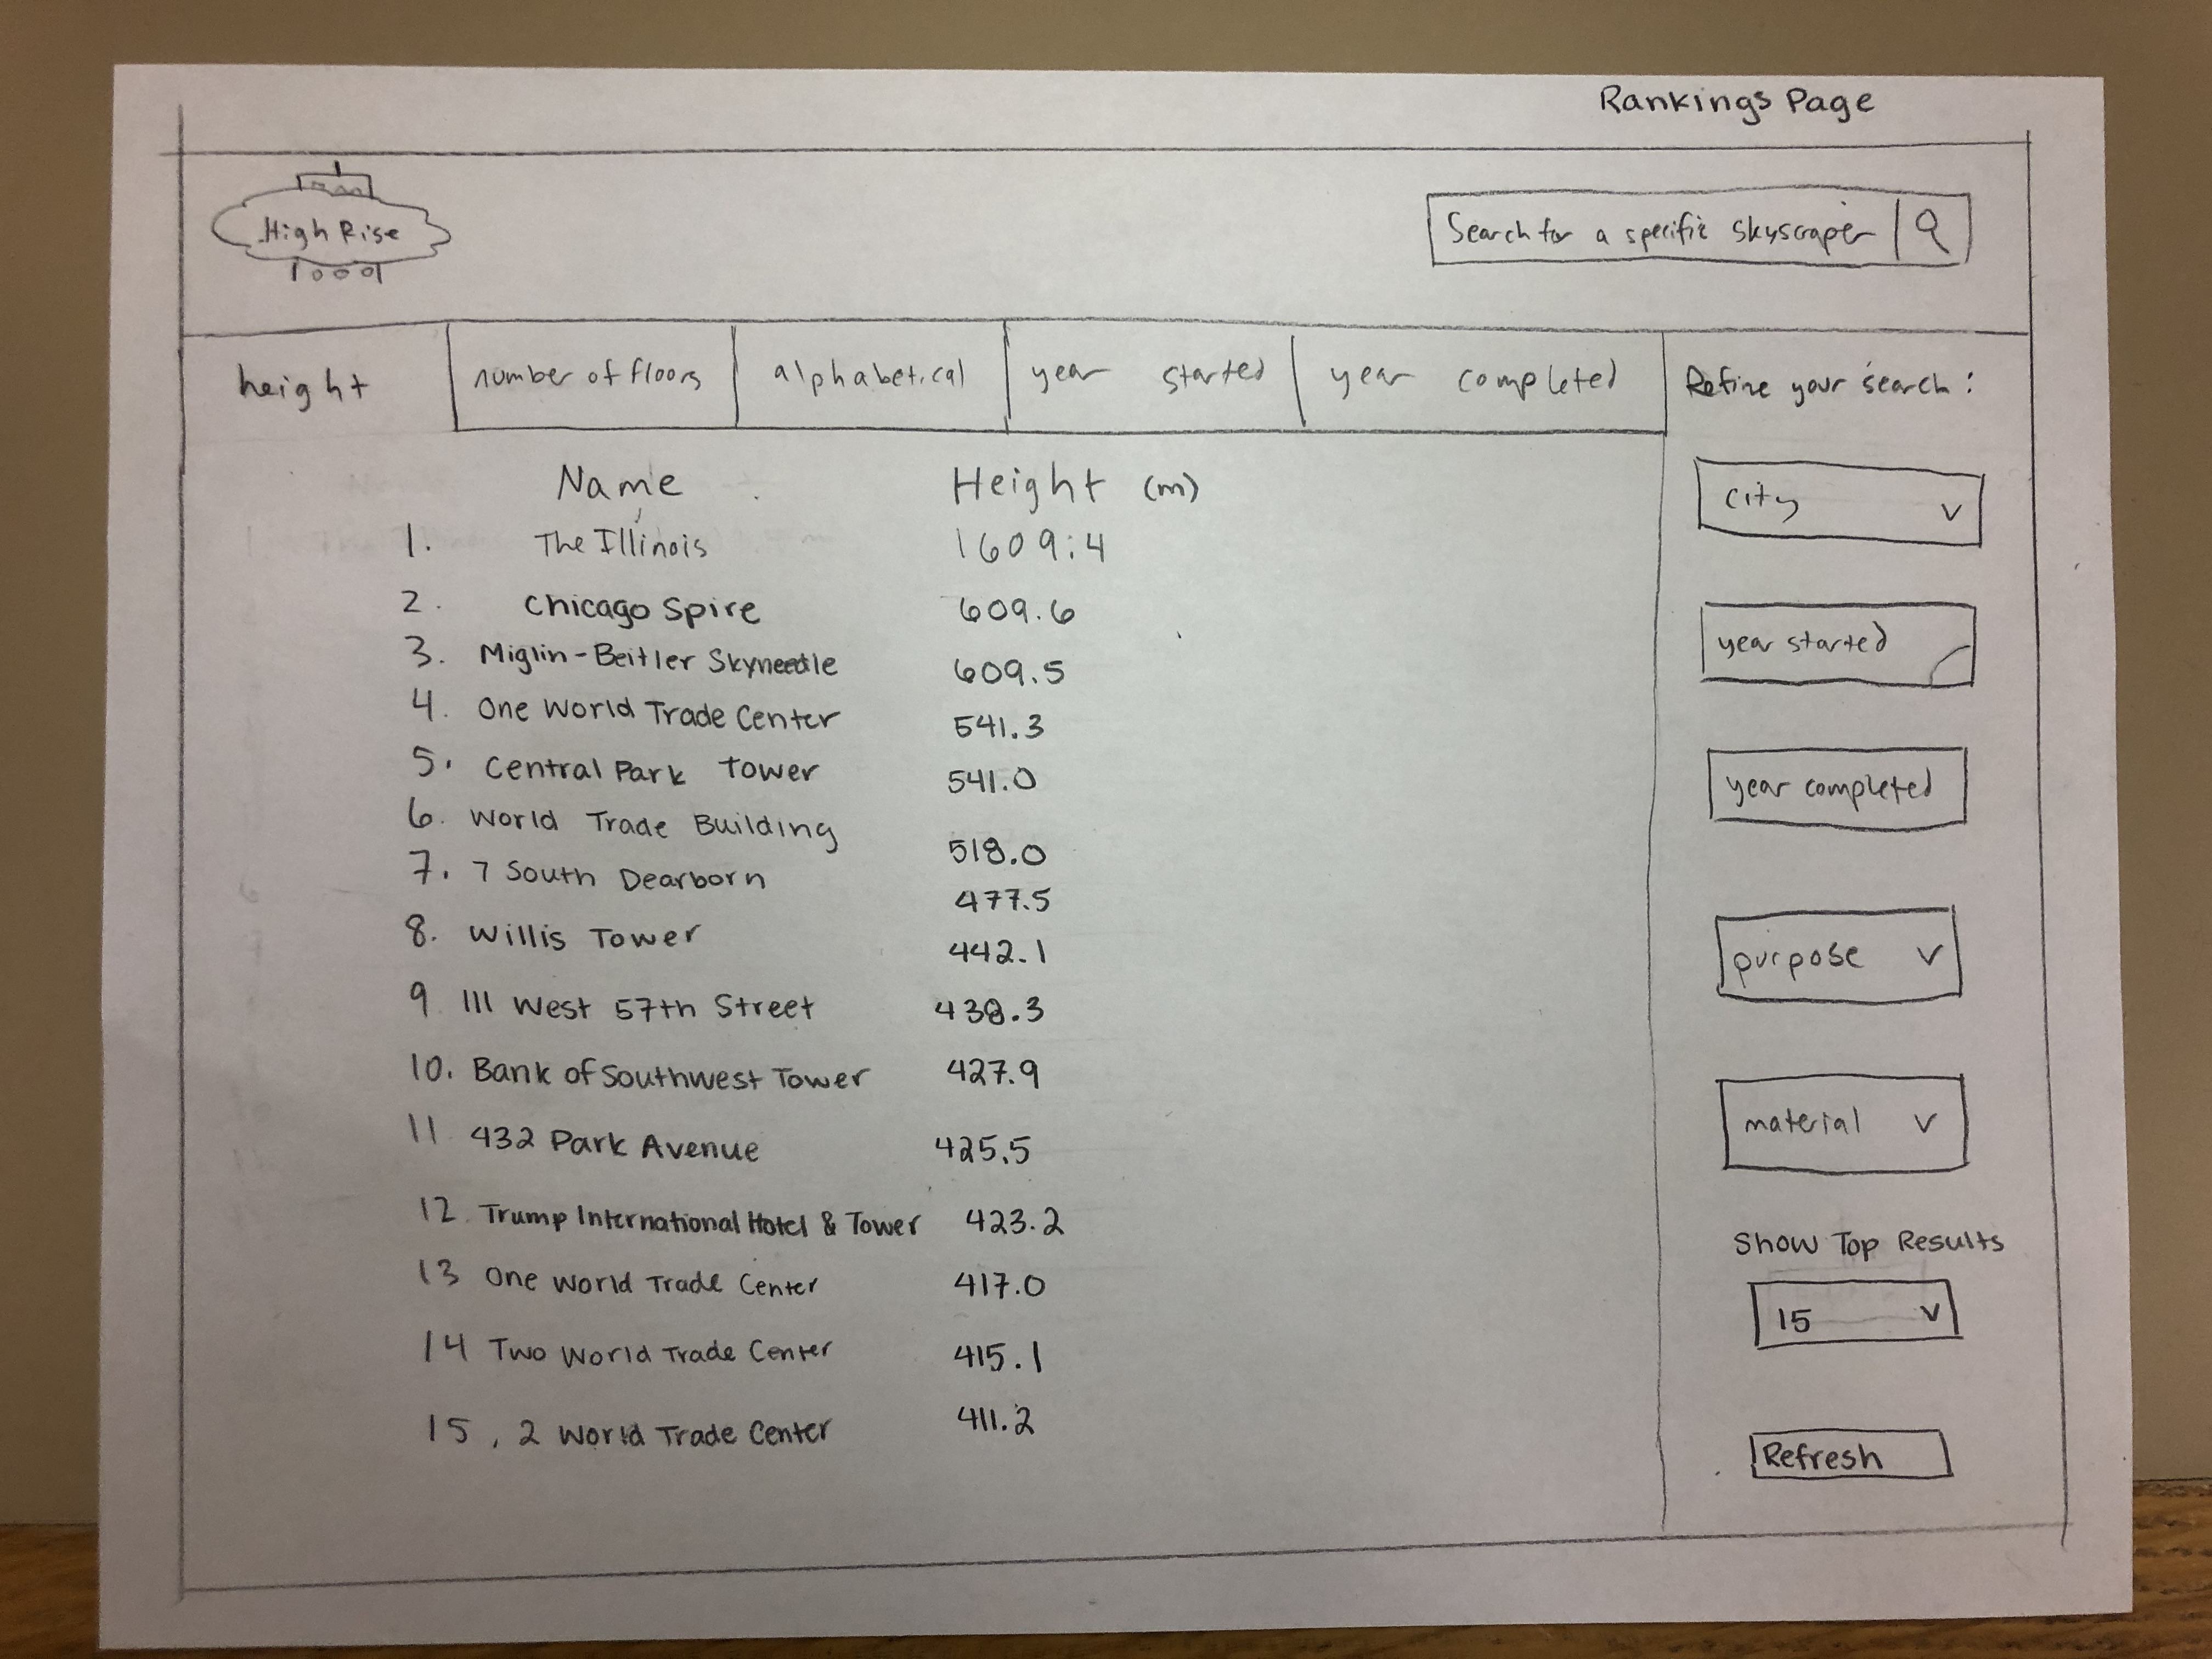 Rankings Page
High Rise
Search for a specific skyscraper
height number of floors alphabetical year started year completed Refine your search:
Name Height (m)
1. The Illinois 1609.4
2. Chicago Spire 609.6
3. Miglin-Beitler Skyneedle 609.5
4. One World Trade Center 541.3
5. Central Park Tower 541.0
6. World Trade Building 518.0
7. 7 South Dearborn 477.5
8. Willis Tower 442.1
9 111 West 57th Street 438.3
10. Bank of Southwest Tower 427.9
11 432 Park Avenue 425.5
12. Trump International Hotel & Tower 423.2
13 One World Trade Center 417.0
14 Two World Trade Center 415.1
15, 2 World Trade Center 411.2
city
year started
year completed
purpose
material
Show Top Results
15
Refresh